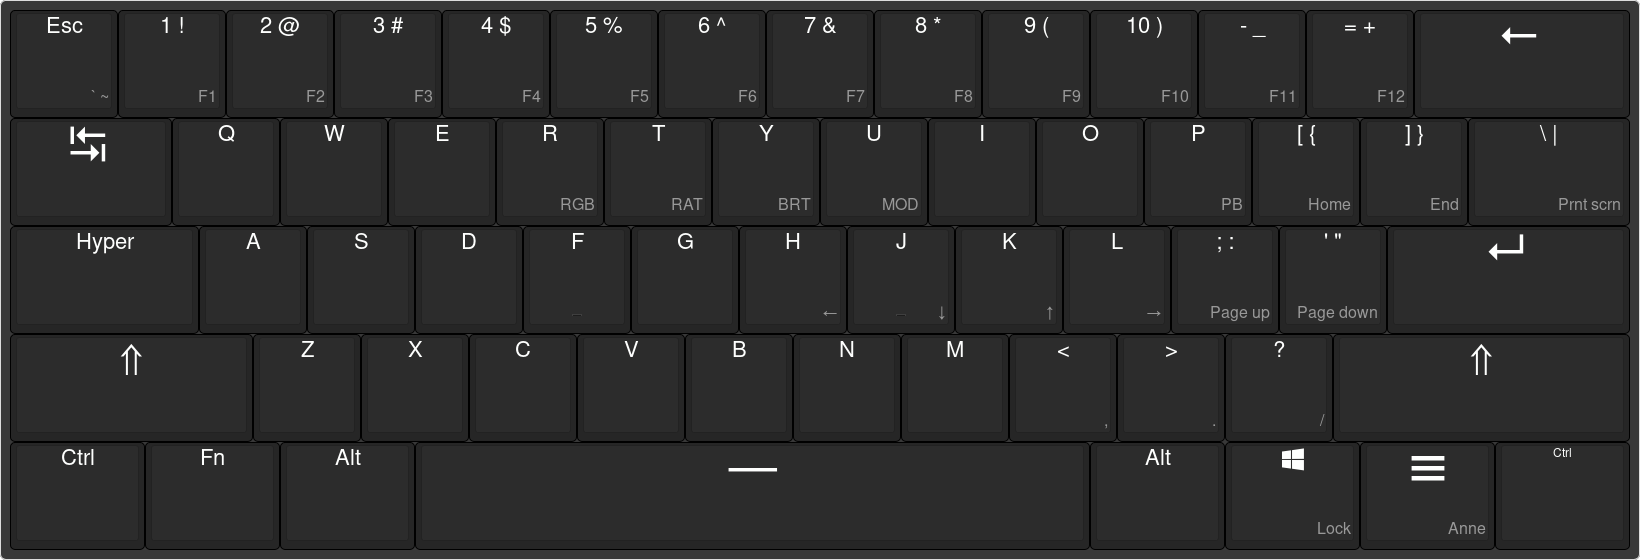 Esc 1 ! 2 @ 3 # 4 $ 5 % 6 ^ 7 & 8 * 9 ( 10 ) - _ = + ←
` ~ F1 F2 F3 F4 F5 F6 F7 F8 F9 F10 F11 F12
Q W E R T Y U I O P [ { ] } \ |
RGB RAT BRT MOD PB Home End Prnt scrn
Hyper A S D F G H J K L ; : ' "
← ↓ ↑ → Page up Page down
⇑ Z X C V B N M < > ? ⇑
, . /
Ctrl Fn Alt Alt Ctrl
Lock Anne